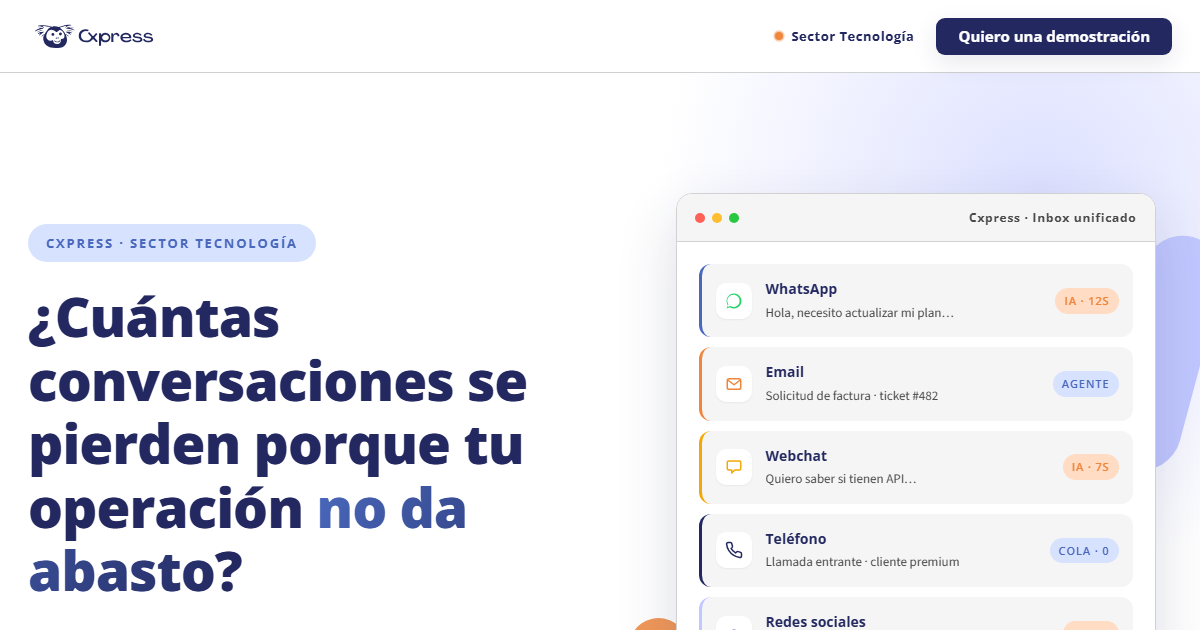 Cxpress
Sector Tecnología
Quiero una demostración
CXPRESS · SECTOR TECNOLOGÍA
¿Cuántas
conversaciones se
pierden porque tu
operación no da
abasto?
Cxpress · Inbox unificado
WhatsApp
Hola, necesito actualizar mi plan…
IA · 12S
Email
Solicitud de factura · ticket #482
AGENTE
Webchat
Quiero saber si tienen API…
IA · 7S
Teléfono
Llamada entrante · cliente premium
COLA · 0
Redes sociales